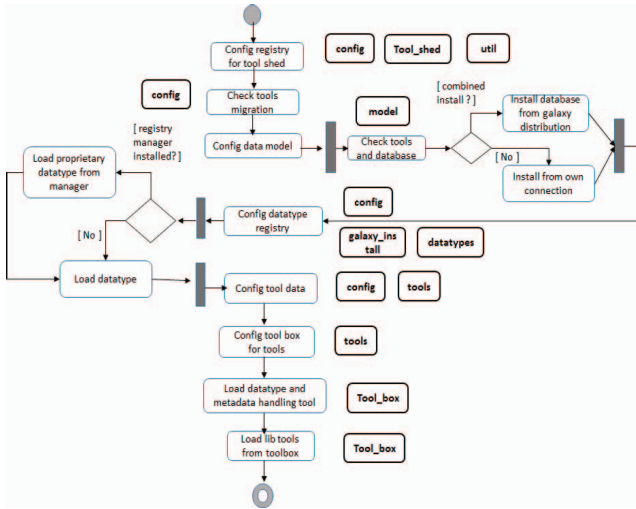 Config registry
for tool shed
config
Tool_shed
util
config
Check tools
migration
[ combined
install ? ]
Install database
from galaxy
distribution
model
[ registry
manager
installed? ]
Config data model
Check tools
and database
[ No ]
Load proprietary
datatype from
manager
Install from own
connection
config
Config datatype
registry
[ No ]
galaxy_ins
tall
datatypes
Load datatype
Config tool data
config
tools
Config tool box
for tools
tools
Load datatype and
metadata handling tool
Tool_box
Load lib tools
from toolbox
Tool_box